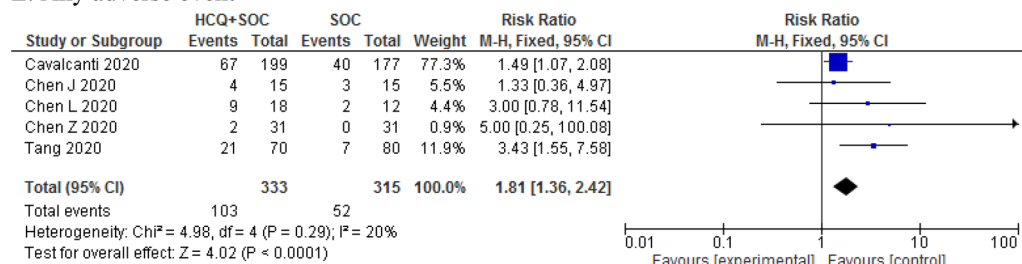 HCQ+SOC SOC Risk Ratio Risk Ratio
Study or Subgroup Events Total Events Total Weight M-H, Fixed, 95% CI M-H, Fixed, 95% CI
Cavalcanti 2020 67 199 40 177 77.3% 1.49 [1.07, 2.08]
Chen J 2020 4 15 3 15 5.5% 1.33 [0.36, 4.97]
Chen L 2020 9 18 2 12 4.4% 3.00 [0.78, 11.54]
Chen Z 2020 2 31 0 31 0.9% 5.00 [0.25, 100.08]
Tang 2020 21 70 7 80 11.9% 3.43 [1.55, 7.58]
Total (95% CI) 333 315 100.0% 1.81 [1.36, 2.42]
Total events 103 52
Heterogeneity: Chi² = 4.98, df = 4 (P = 0.29); I² = 20%
Test for overall effect: Z = 4.02 (P < 0.0001)
0.01 0.1 1 10 100
Favours [experimental] Favours [control]